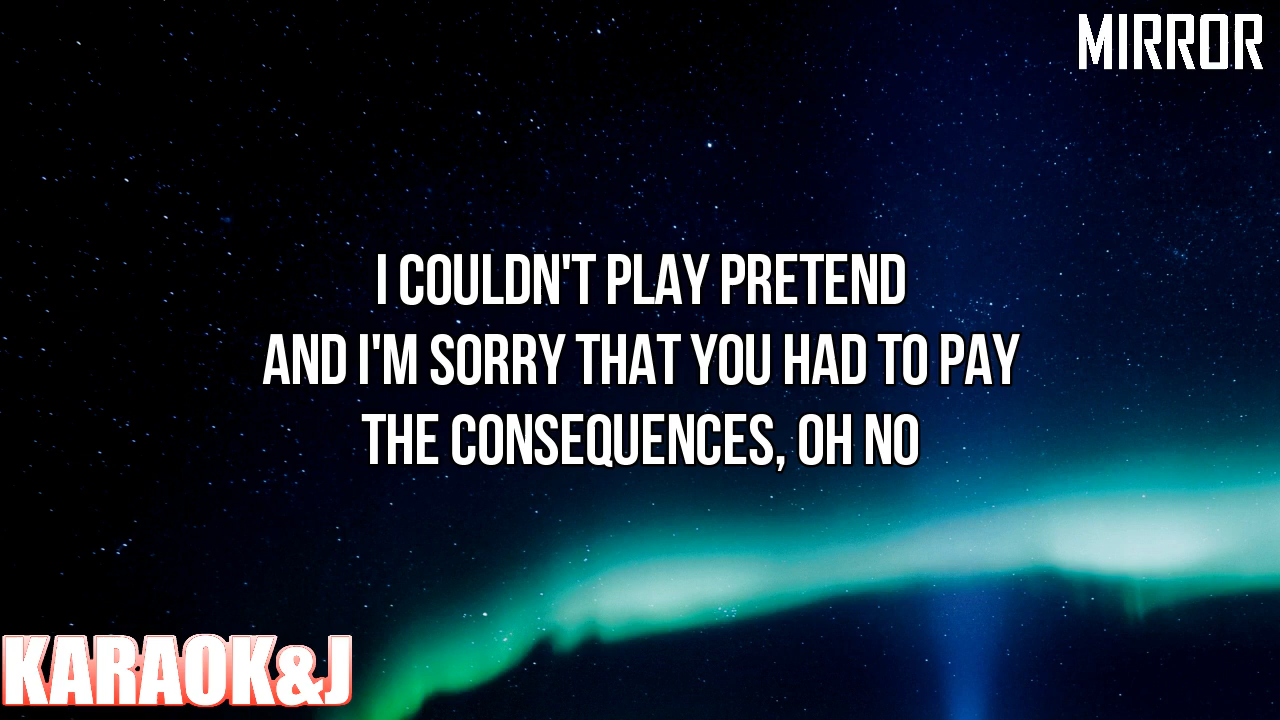 MIRROR
I COULDN'T PLAY PRETEND
AND I'M SORRY THAT YOU HAD TO PAY
THE CONSEQUENCES, OH NO
KARAOK&J